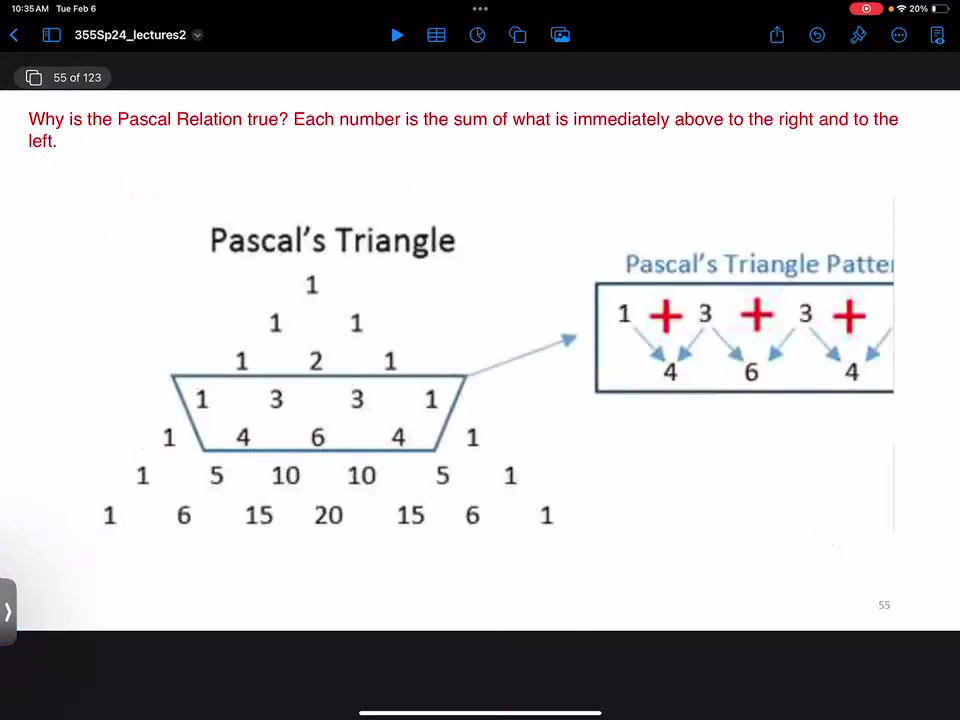 10:35AM Tue Feb 6
20%
355Sp24_lectures2
55 of 123
Why is the Pascal Relation true? Each number is the sum of what is immediately above to the right and to the
left.
Pascal's Triangle
1
1 1
1 2 1
1 3 3 1
1 4 6 4 1
1 5 10 10 5 1
1 6 15 20 15 6 1
Pascal's Triangle Patter
1 + 3 + 3 +
4 6 4
55